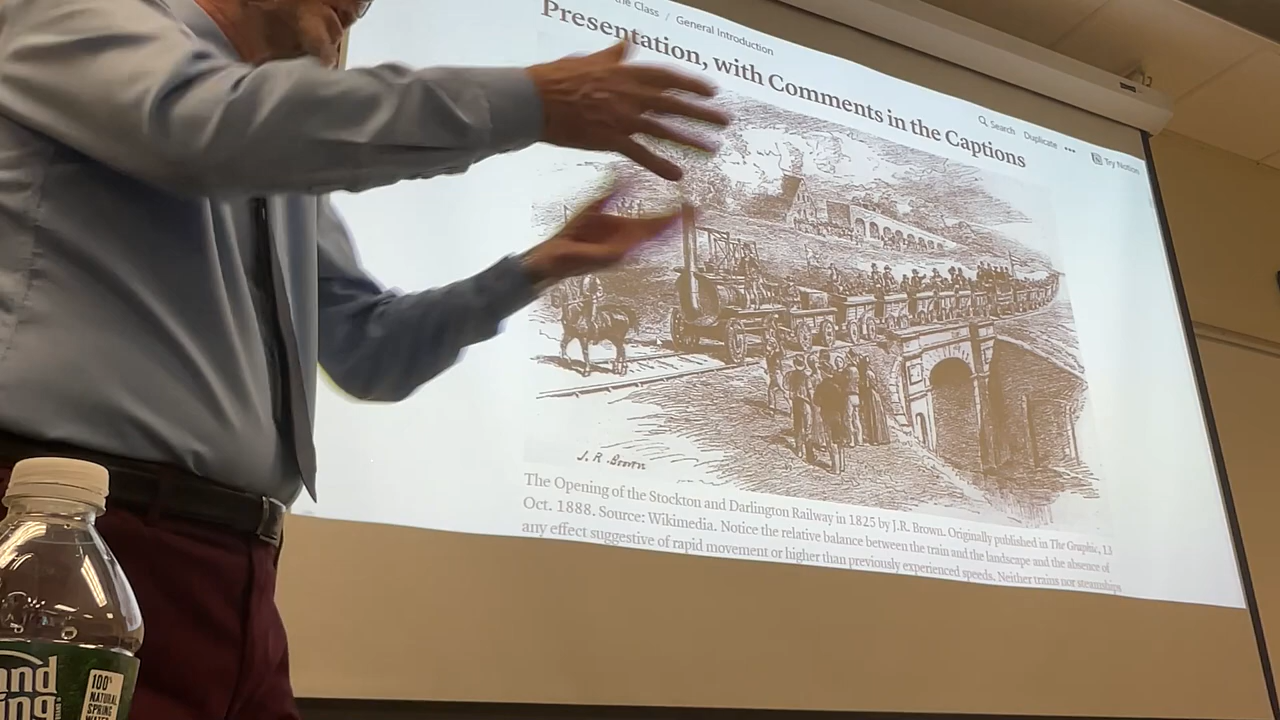 the Class / General Introduction
Presentation, with Comments in the Captions
Search Duplicate ••• Try Notion
J. R. Brown
The Opening of the Stockton and Darlington Railway in 1825 by J.R. Brown. Originally published in The Graphic, 13
Oct. 1888. Source: Wikimedia. Notice the relative balance between the train and the landscape and the absence of
any effect suggestive of rapid movement or higher than previously experienced speeds. Neither trains nor steamships
and
ing
100%
NATURAL
SPRING
WATER